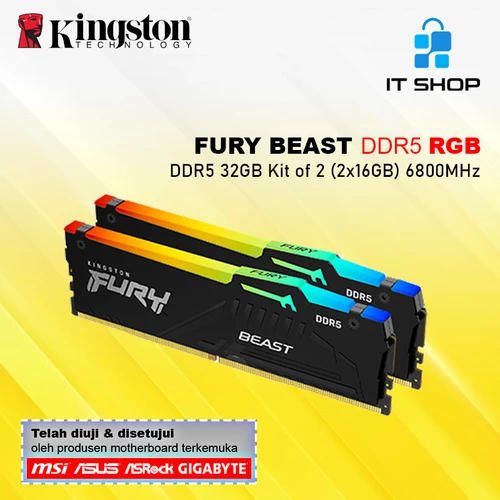 Kingston
TECHNOLOGY
IT SHOP
FURY BEAST DDR5 RGB
DDR5 32GB Kit of 2 (2x16GB) 6800MHz
FURY
DDR5
KINGSTON
FURY
FURY
BEAST
DDR5
Telah diuji & disetujui
oleh produsen motherboard terkemuka
msi ASUS ASRock GIGABYTE